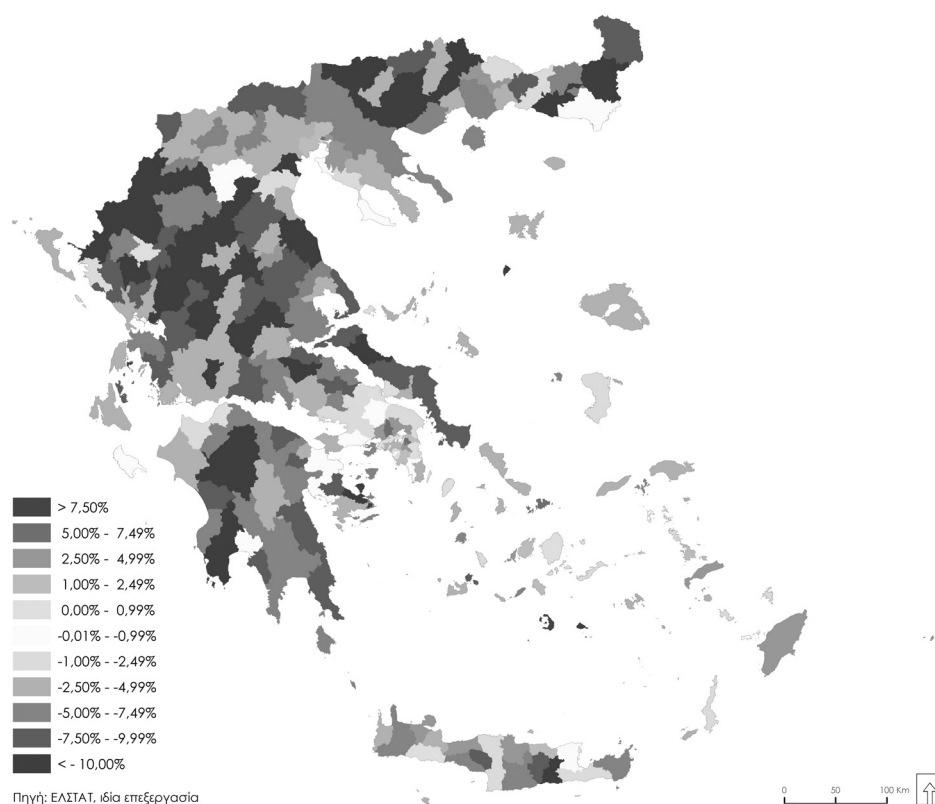 > 7,50%
5,00% - 7,49%
2,50% - 4,99%
1,00% - 2,49%
0,00% - 0,99%
-0,01% - -0,99%
-1,00% - -2,49%
-2,50% - -4,99%
-5,00% - -7,49%
-7,50% - -9,99%
< - 10,00%
Πηγή: ΕΛΣΤΑΤ, ιδία επεξεργασία
0 50 100 Km